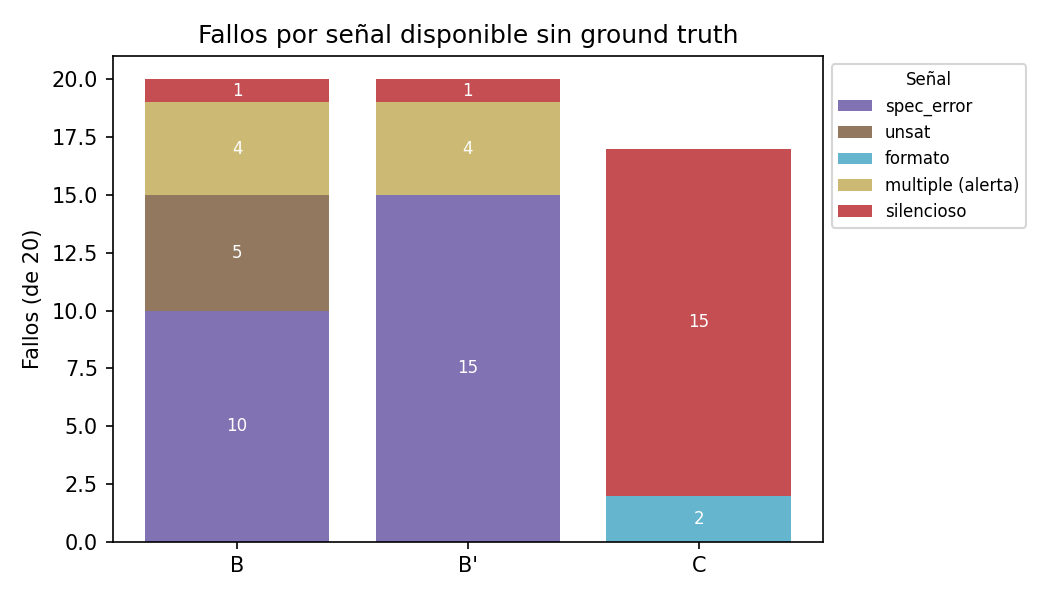 Fallos por señal disponible sin ground truth
Fallos (de 20)
20.0
17.5
15.0
12.5
10.0
7.5
5.0
2.5
0.0
1
4
5
10
1
4
15
15
2
B
B'
C
Señal
spec_error
unsat
formato
multiple (alerta)
silencioso